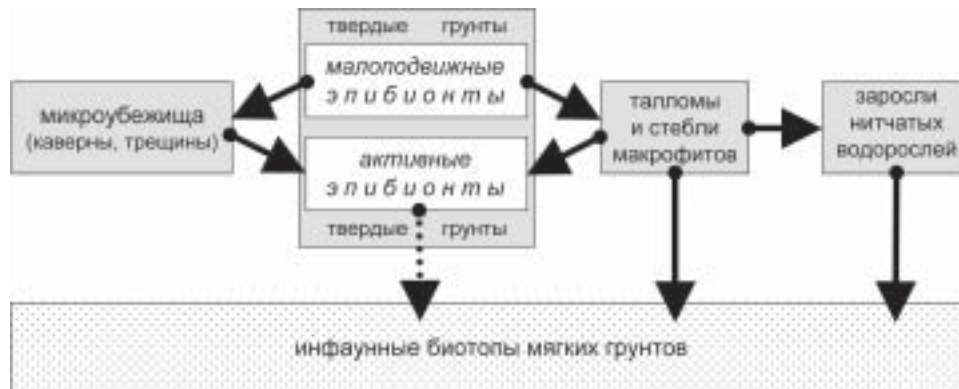 твердые грунты
малоподвижные
эпибионты
микроубежища
(каверны, трещины)
активные
эпибионты
твердые грунты
талломы
и стебли
макрофитов
заросли
нитчатых
водорослей
инфаунные биотопы мягких грунтов